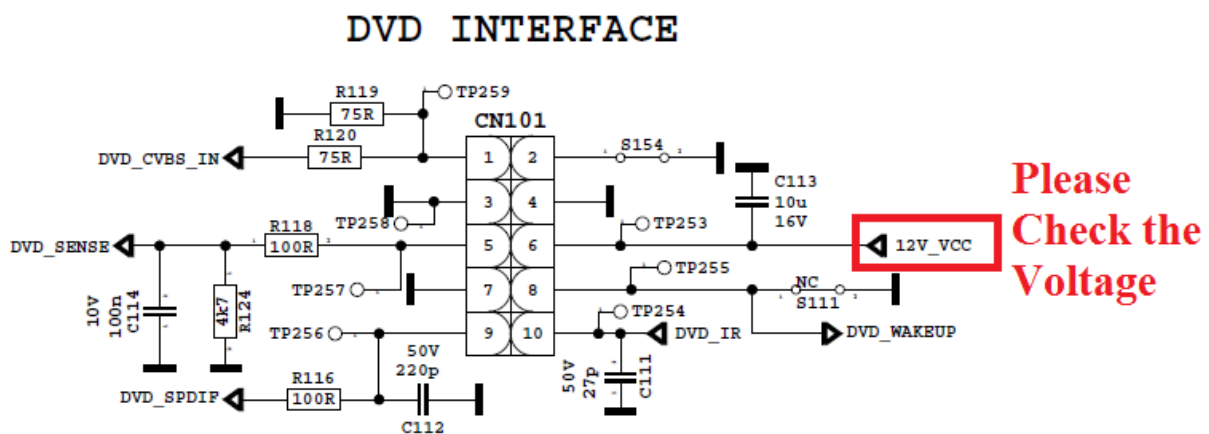 DVD INTERFACE
R119
75R
TP259
CN101
R120
75R
DVD_CVBS_IN
1 2
S154
C113
10u
16V
Please
Check the
Voltage
3 4
TP258
TP253
R118
100R
DVD_SENSE
5 6
12V_VCC
TP255
TP257
7 8
NC
S111
10V
100n
C114
4k7
R124
TP256
9 10
TP254
DVD_IR
DVD_WAKEUP
50V
220p
50V
27p
C111
R116
100R
DVD_SPDIF
C112